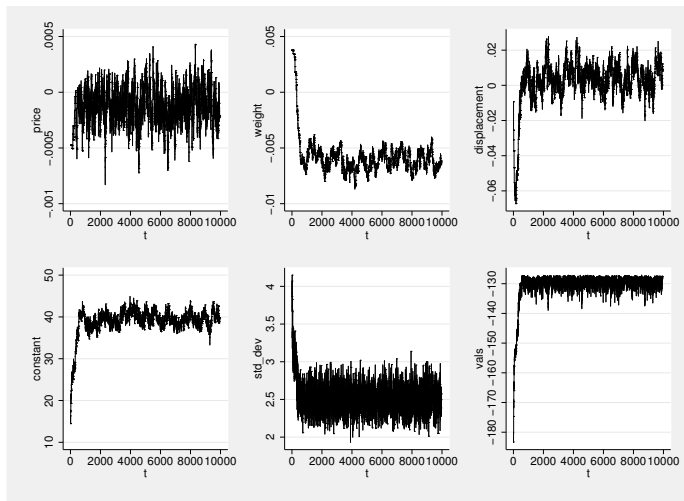 .0005
0
−.0005
−.001
price
0 2000 4000 6000 8000 10000
t
.005
0
−.005
−.01
weight
0 2000 4000 6000 8000 10000
t
.02
0
−.02
−.04
−.06
displacement
0 2000 4000 6000 8000 10000
t
50
40
30
20
10
constant
0 2000 4000 6000 8000 10000
t
4
3.5
3
2.5
2
std_dev
0 2000 4000 6000 8000 10000
t
−130
−140
−150
−160
−170
−180
vals
0 2000 4000 6000 8000 10000
t